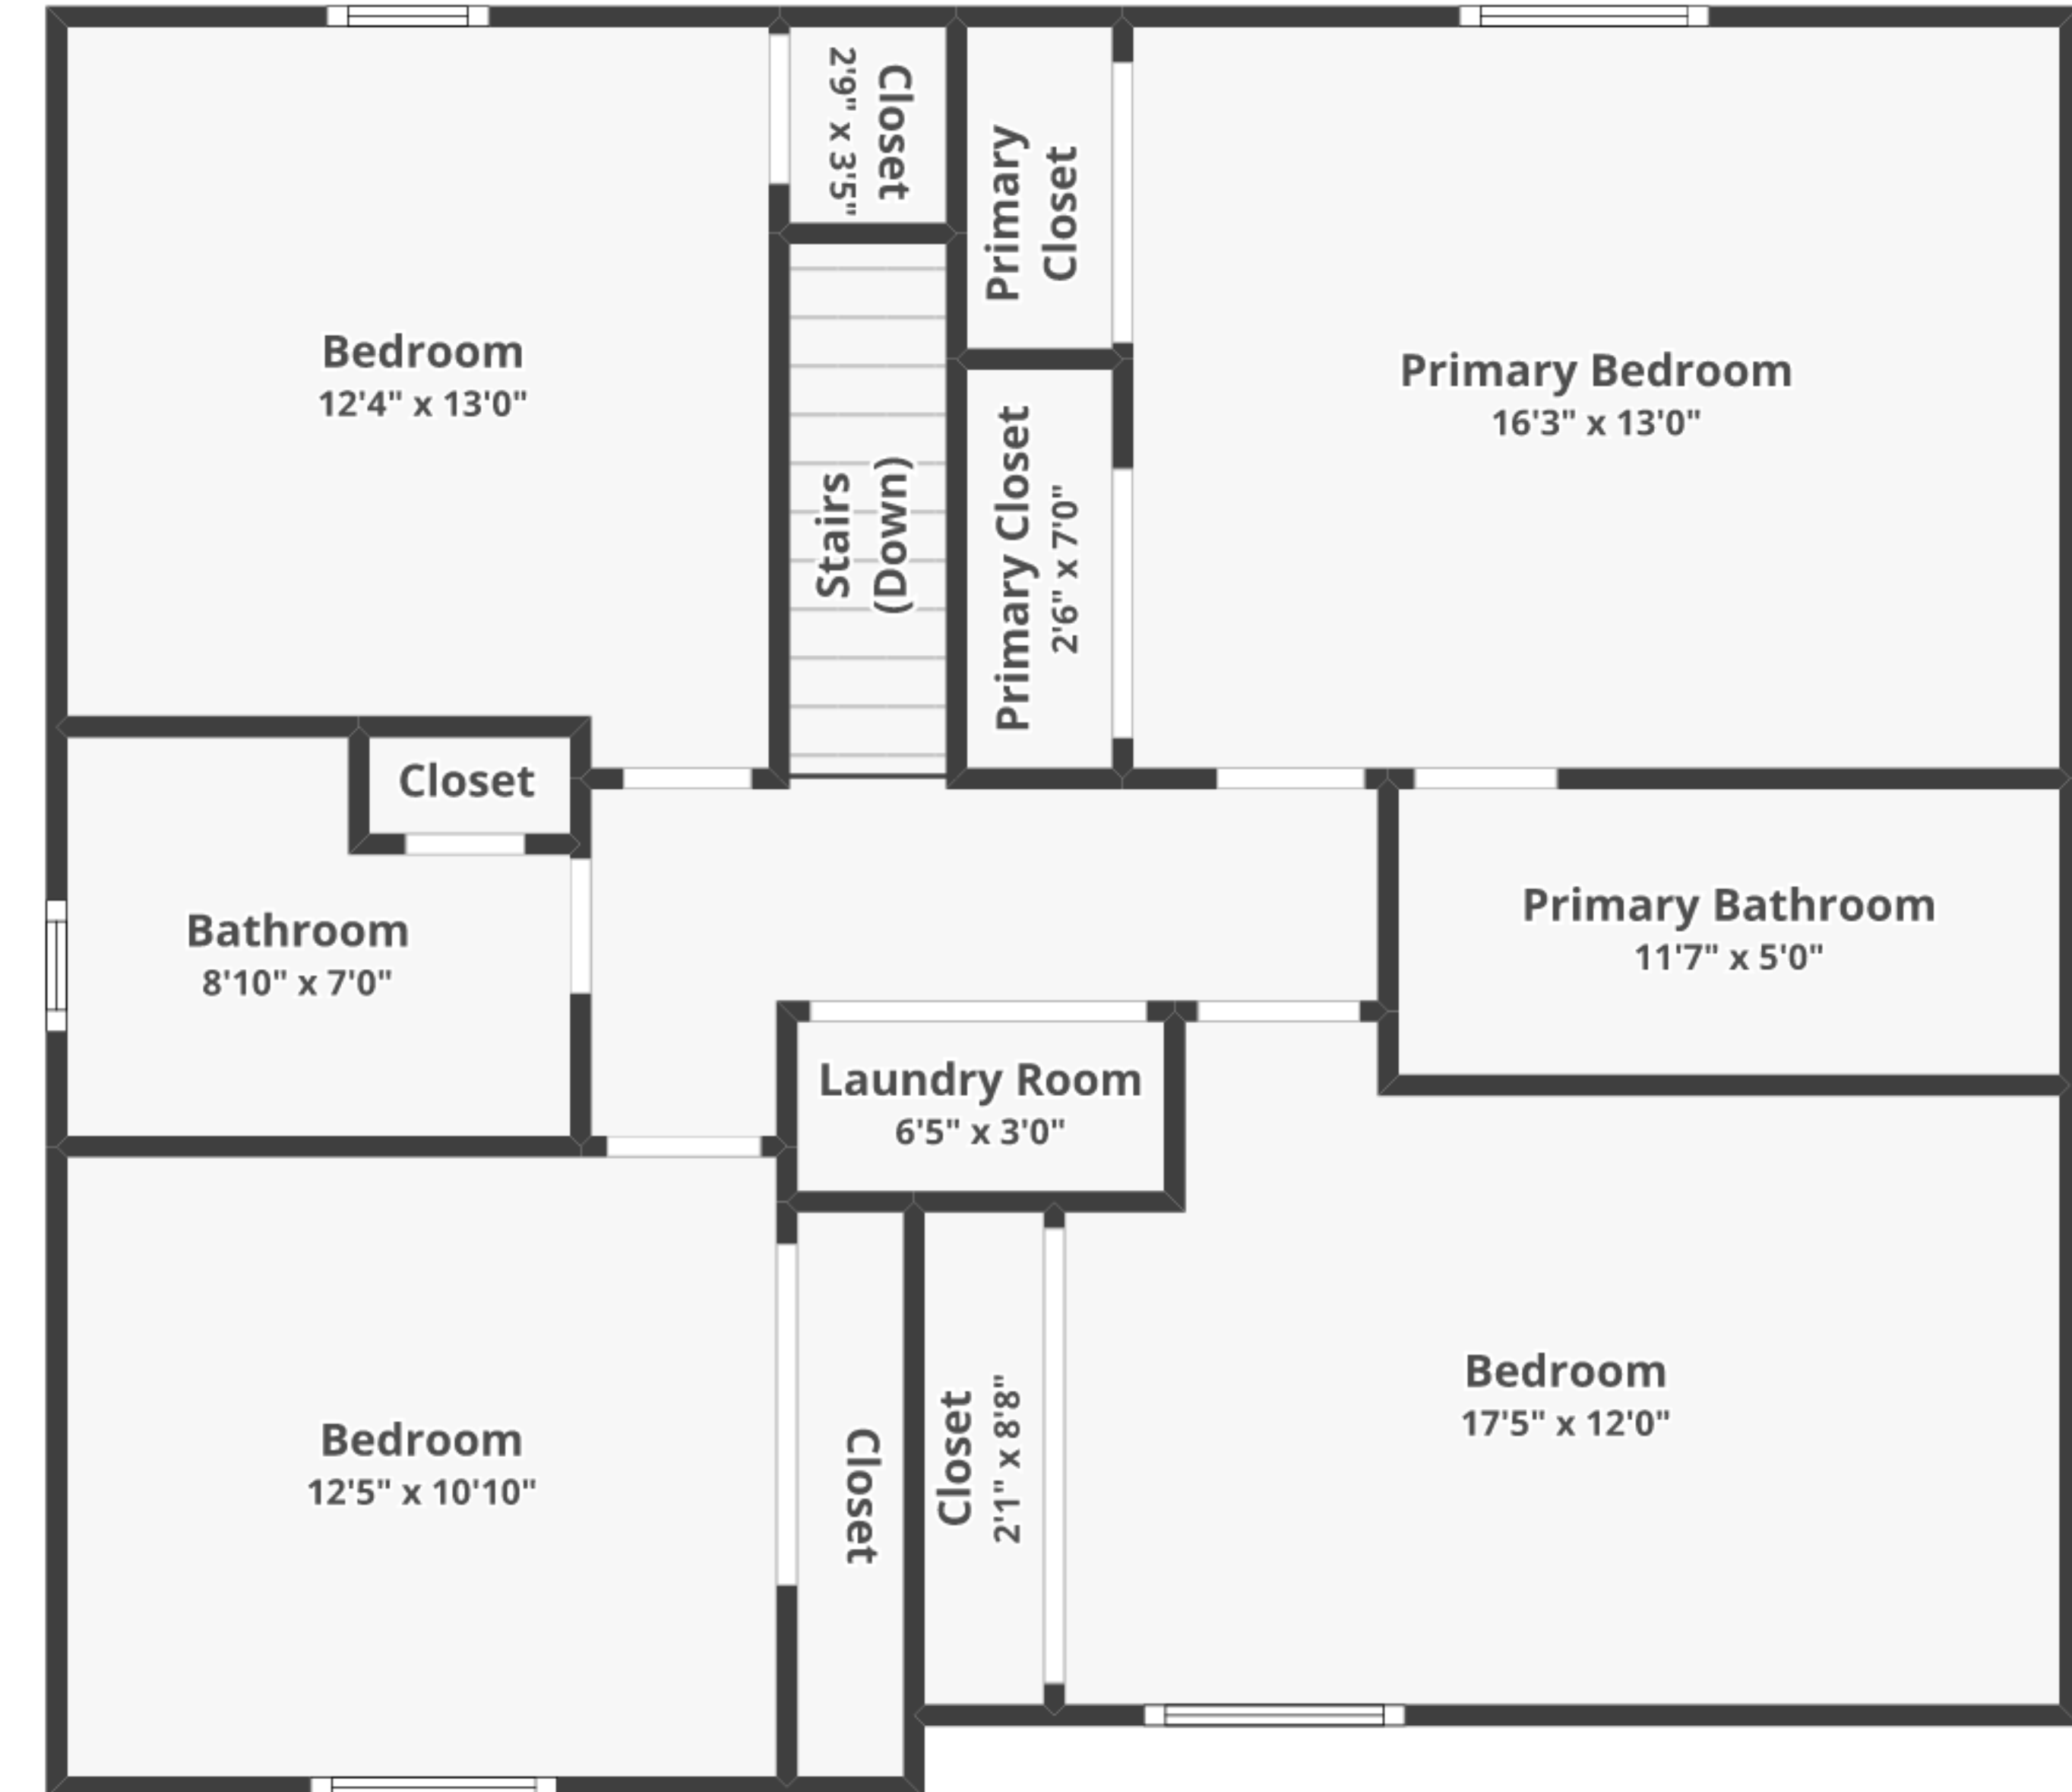 Closet
2'9" x 3'5"
Primary
Closet
Bedroom
12'4" x 13'0"
Primary Bedroom
16'3" x 13'0"
Stairs
(Down)
Primary Closet
2'6" x 7'0"
Closet
Bathroom
8'10" x 7'0"
Primary Bathroom
11'7" x 5'0"
Laundry Room
6'5" x 3'0"
Bedroom
12'5" x 10'10"
Closet
Closet
2'1" x 8'8"
Bedroom
17'5" x 12'0"